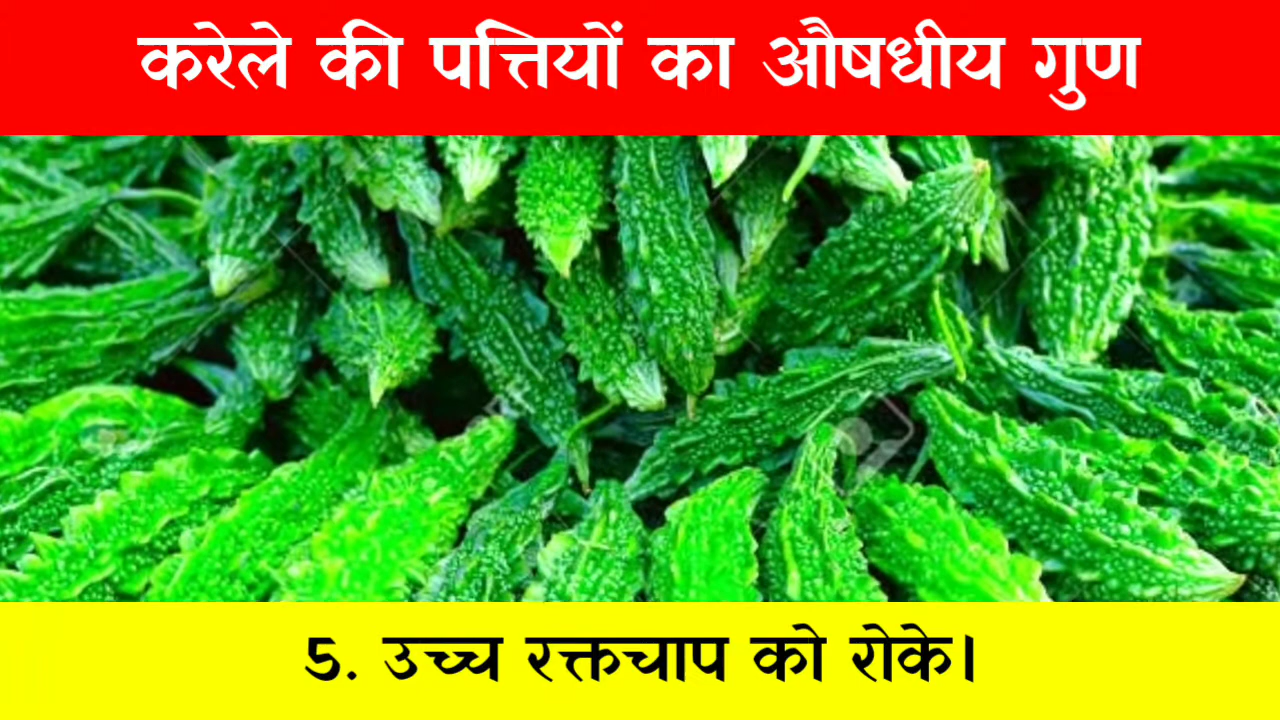 करेले की पत्तियों का औषधीय गुण
5. उच्च रक्तचाप को रोके।